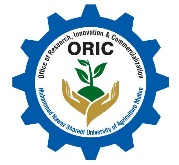 Office of Research, Innovation & Commercialization
ORIC
Muhammad Nawaz Shareef University of Agriculture Multan